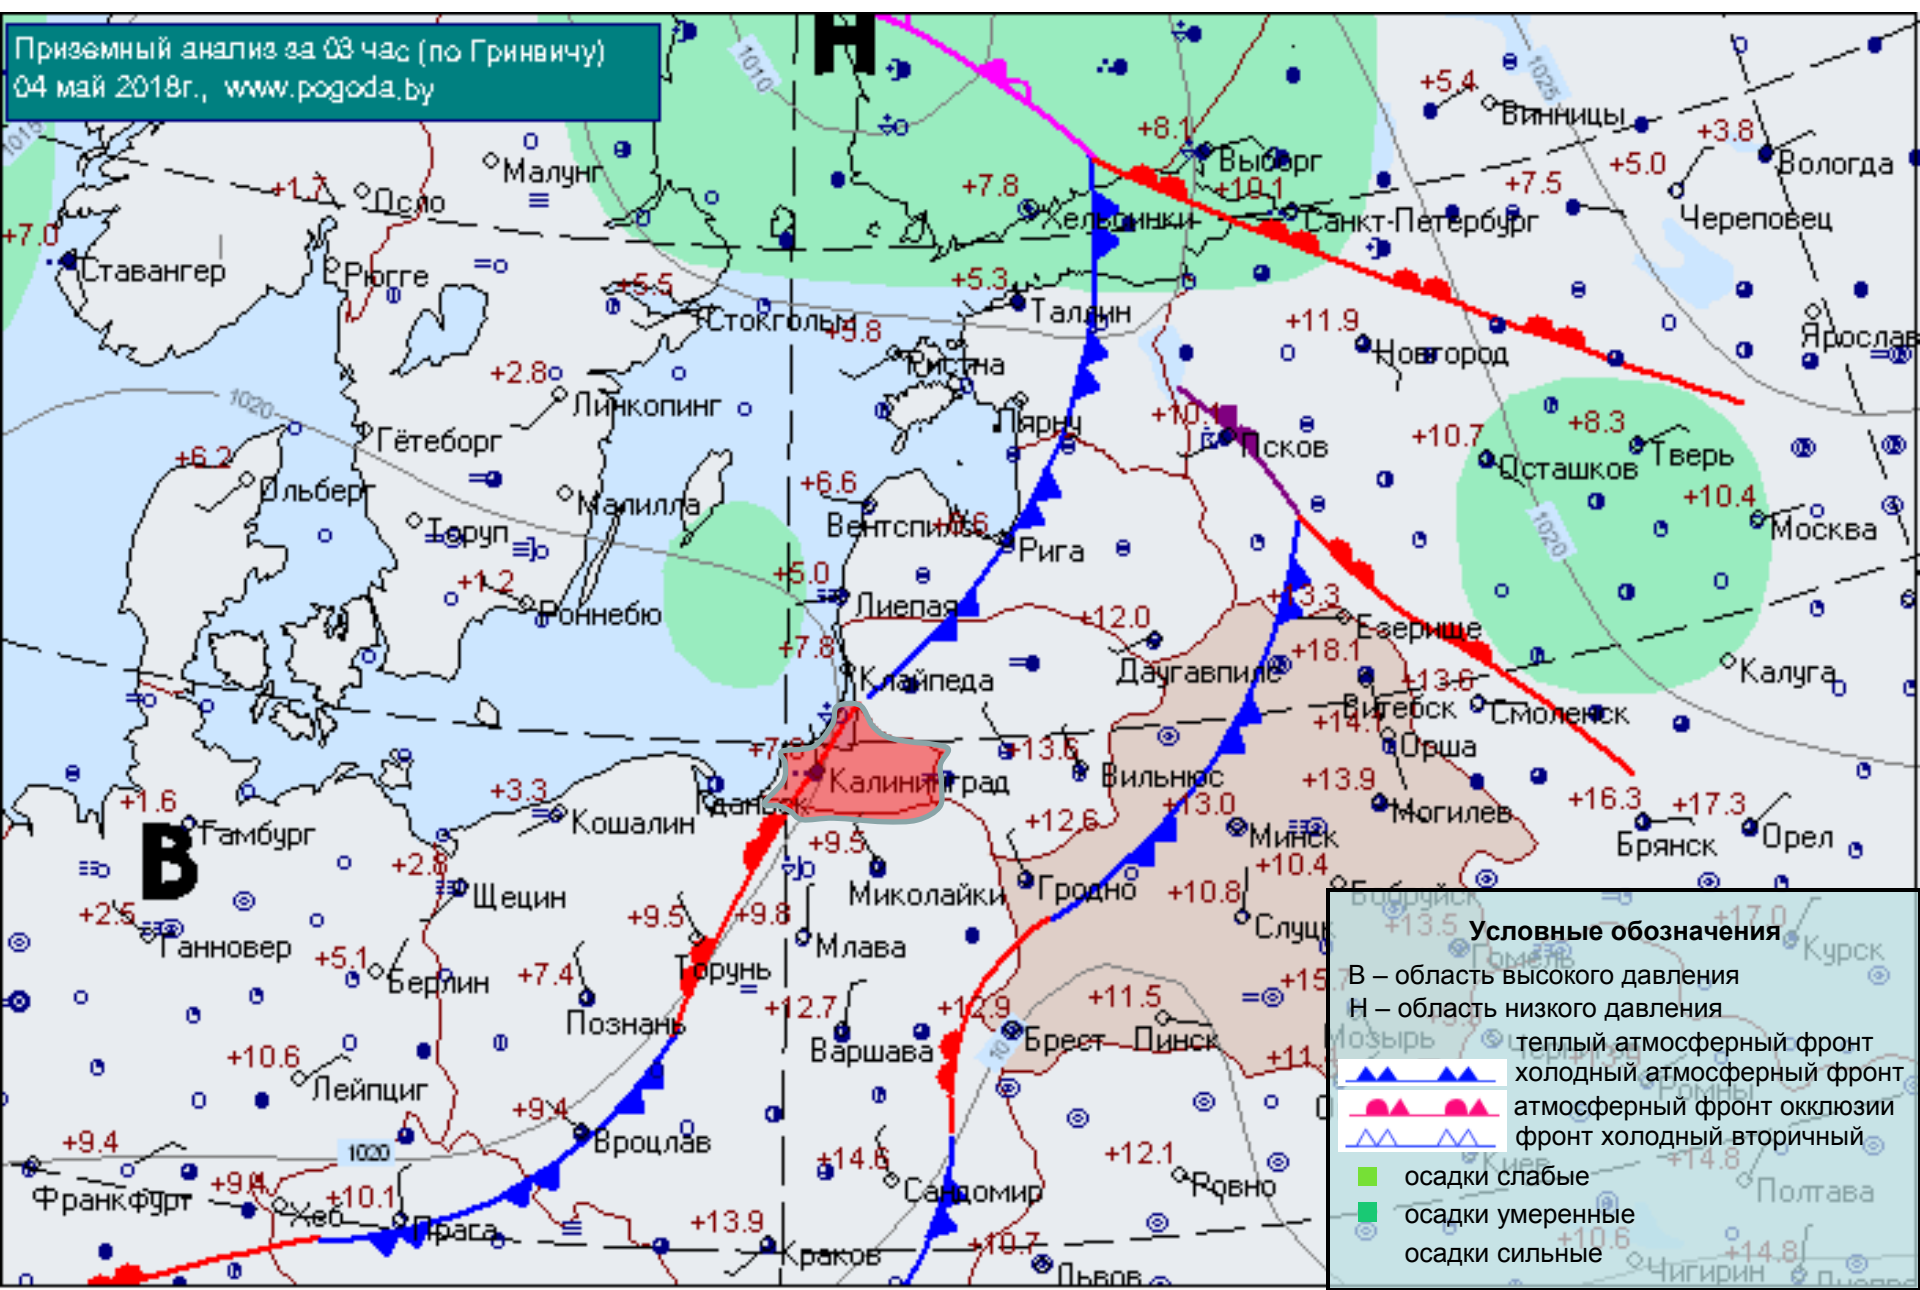 Приземный анализ за 03 час (по Гринвичу)
04 май 2018г., www.pogoda.by
Н
1010
1025
1015
+5.4
Винницы
+3.8
Вологда
+8.1
Выборг
+5.0
Малунг
+1.7
Осло
+7.8
Хельсинки
+10.1
Санкт-Петербург
+7.5
Череповец
+7.0
Ставангер
Рюгге
+5.5
Стокгольм
+5.3
Таллин
+3.8
Ристна
+11.9
Новгород
Ярослав
+2.8
Линкопинг
1020
Гётеборг
Пярну
+10.1
Псков
+10.7
Осташков
+8.3
Тверь
+6.2
Ольберг
Малилла
+6.6
Вентспилс
Рига
+10.4
Москва
1020
Торуп
+1.2
Роннебю
+5.0
Лиепая
+12.0
Даугавпилс
+13.3
Езерище
+18.1
Витебск
+13.6
Смоленск
Калуга
+7.8
Клайпеда
+14.
Орша
Калининград
Гданьск
+13.6
Вильнюс
+13.9
Могилев
+1.6
Гамбург
+3.3
Кошалин
+13.0
Минск
+16.3
Брянск
+17.3
Орел
В
+2.8
Щецин
+9.5
Миколайки
+12.6
Гродно
+10.4
Бобруйск
+10.8
Слуцк
+2.5
Ганновер
+5.1
Берлин
+7.4
Познань
+9.5
+9.8
Торунь
Млава
+13.5
Гомель
+17.0
Курск
+12.7
Варшава
+12.9
Брест
+11.5
Пинск
+15.7
Мозырь
+10.6
Лейпциг
+9.4
Вроцлав
+11.
Ромны
1020
+9.4
Франкфурт
+9.4
Хеб
+10.1
Прага
+13.9
Краков
+14.6
Сандомир
+12.1
Ровно
Киев
+14.8
Полтава
+10.7
Львов
+10.6
Чигирин
+14.8
Условные обозначения
В – область высокого давления
Н – область низкого давления
теплый атмосферный фронт
холодный атмосферный фронт
атмосферный фронт окклюзии
фронт холодный вторичный
осадки слабые
осадки умеренные
осадки сильные